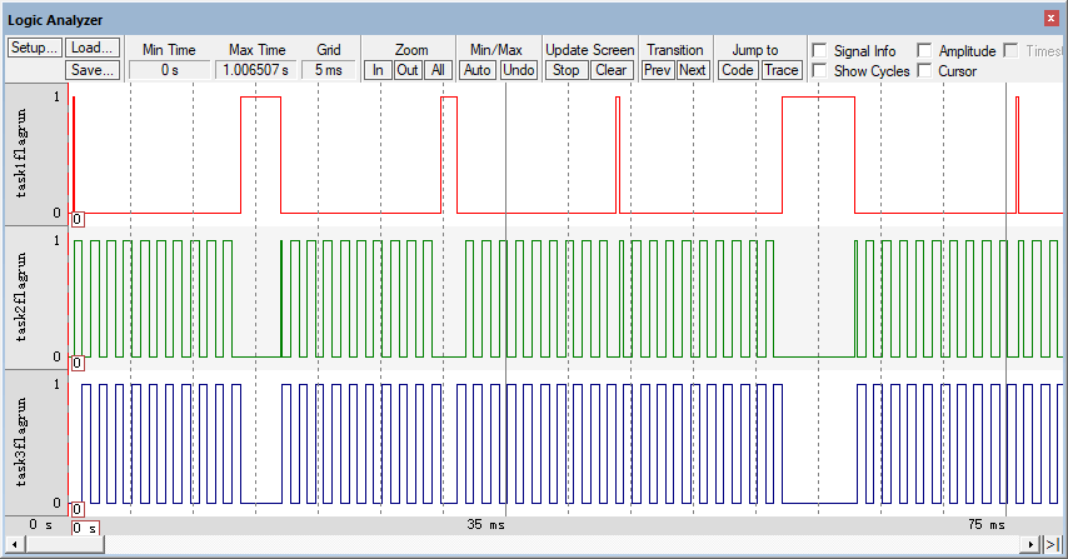 Logic Analyzer
x
Setup... Load... Min Time Max Time Grid Zoom Min/Max Update Screen Transition Jump to Signal Info Amplitude Times
Save... 0 s 1.006507 s 5 ms In Out All Auto Undo Stop Clear Prev Next Code Trace Show Cycles Cursor
task1flagrun
1
0
0
task2flagrun
1
0
0
task3flagrun
1
0
0
0 s 0 s 35 ms 75 ms
>|